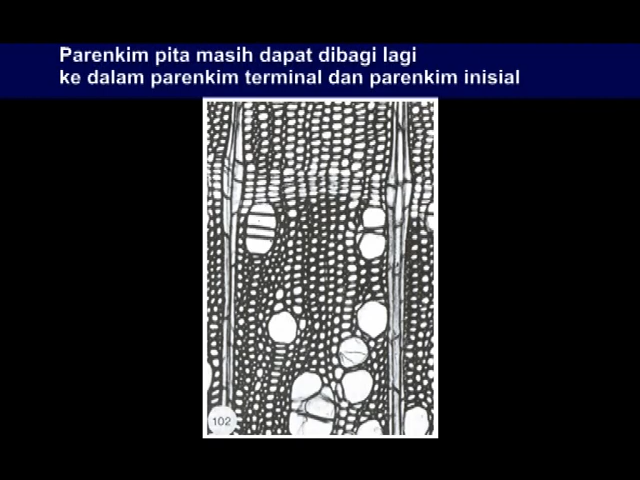 Parenkim pita masih dapat dibagi lagi
ke dalam parenkim terminal dan parenkim inisial
102